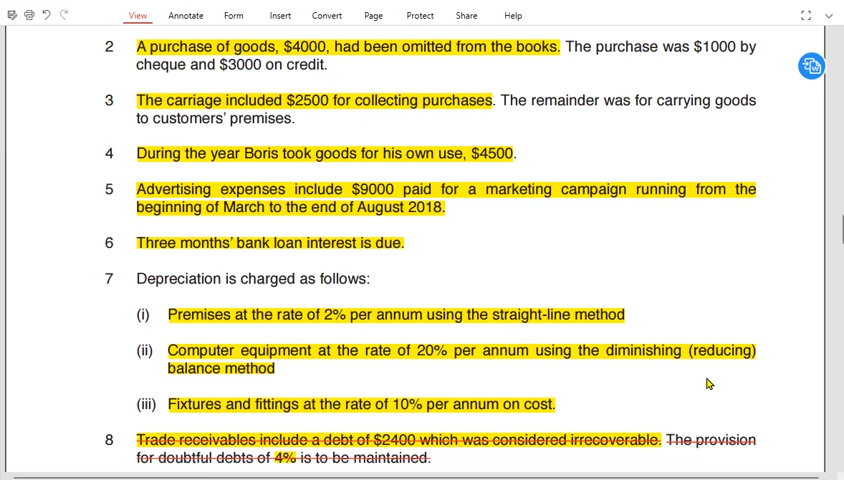 View Annotate Form Insert Convert Page Protect Share Help
2 A purchase of goods, $4000, had been omitted from the books. The purchase was $1000 by
cheque and $3000 on credit.
3 The carriage included $2500 for collecting purchases. The remainder was for carrying goods
to customers’ premises.
4 During the year Boris took goods for his own use, $4500.
5 Advertising expenses include $9000 paid for a marketing campaign running from the
beginning of March to the end of August 2018.
6 Three months’ bank loan interest is due.
7 Depreciation is charged as follows:
(i) Premises at the rate of 2% per annum using the straight-line method
(ii) Computer equipment at the rate of 20% per annum using the diminishing (reducing)
balance method
(iii) Fixtures and fittings at the rate of 10% per annum on cost.
8 Trade receivables include a debt of $2400 which was considered irrecoverable. The provision
for doubtful debts of 4% is to be maintained.